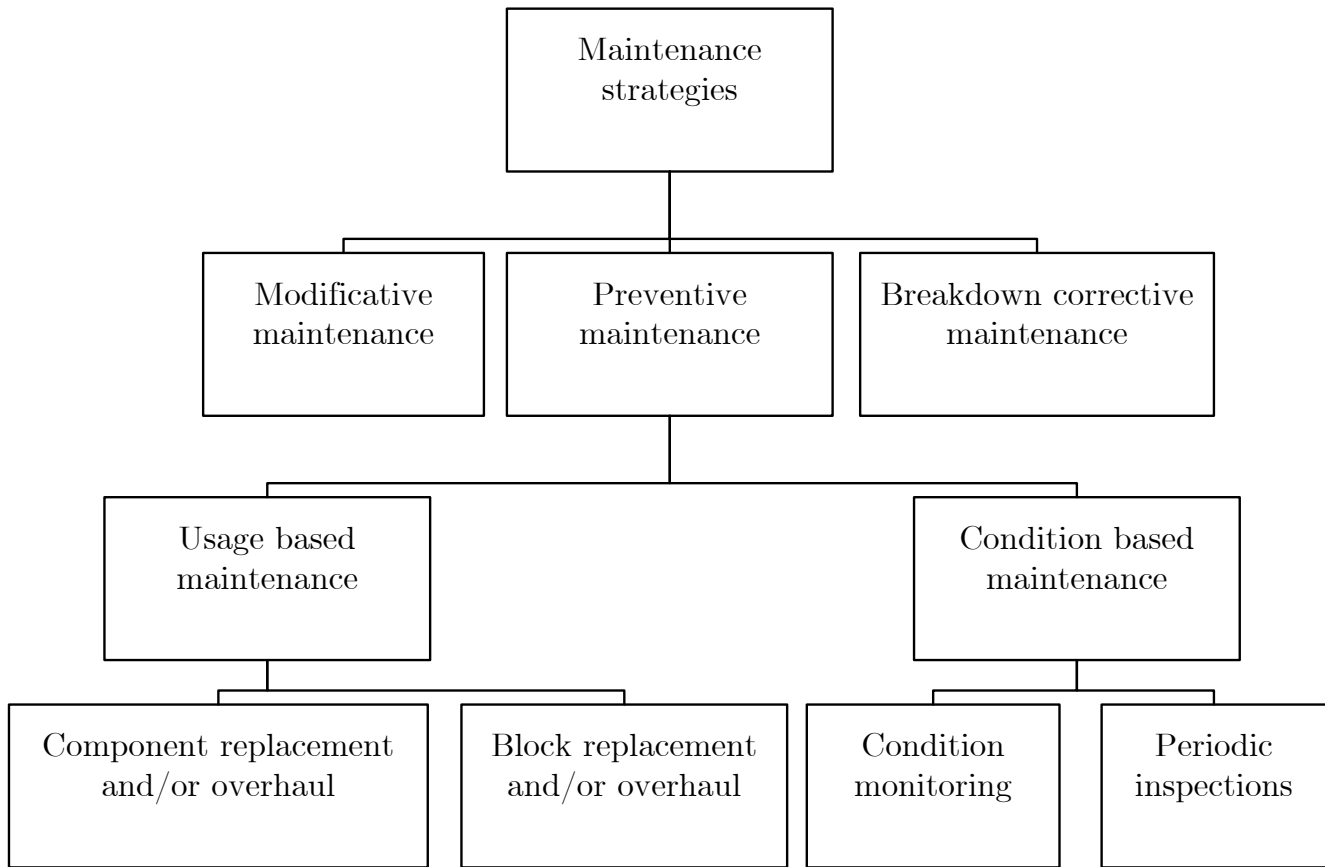 Maintenance
strategies
Modificative
maintenance
Preventive
maintenance
Breakdown corrective
maintenance
Usage based
maintenance
Condition based
maintenance
Component replacement
and/or overhaul
Block replacement
and/or overhaul
Condition
monitoring
Periodic
inspections